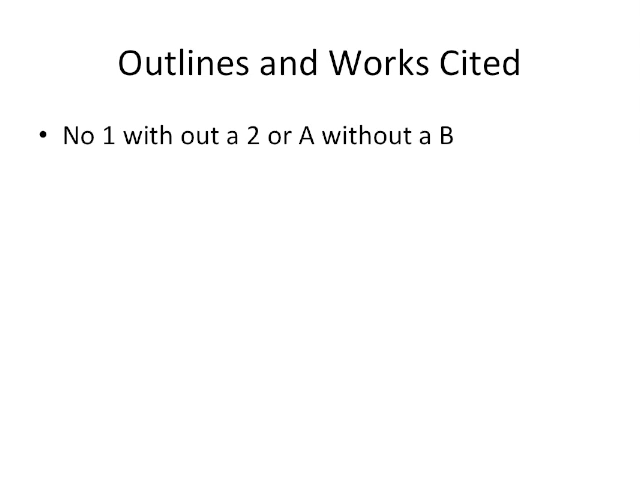 Outlines and Works Cited
• No 1 with out a 2 or A without a B